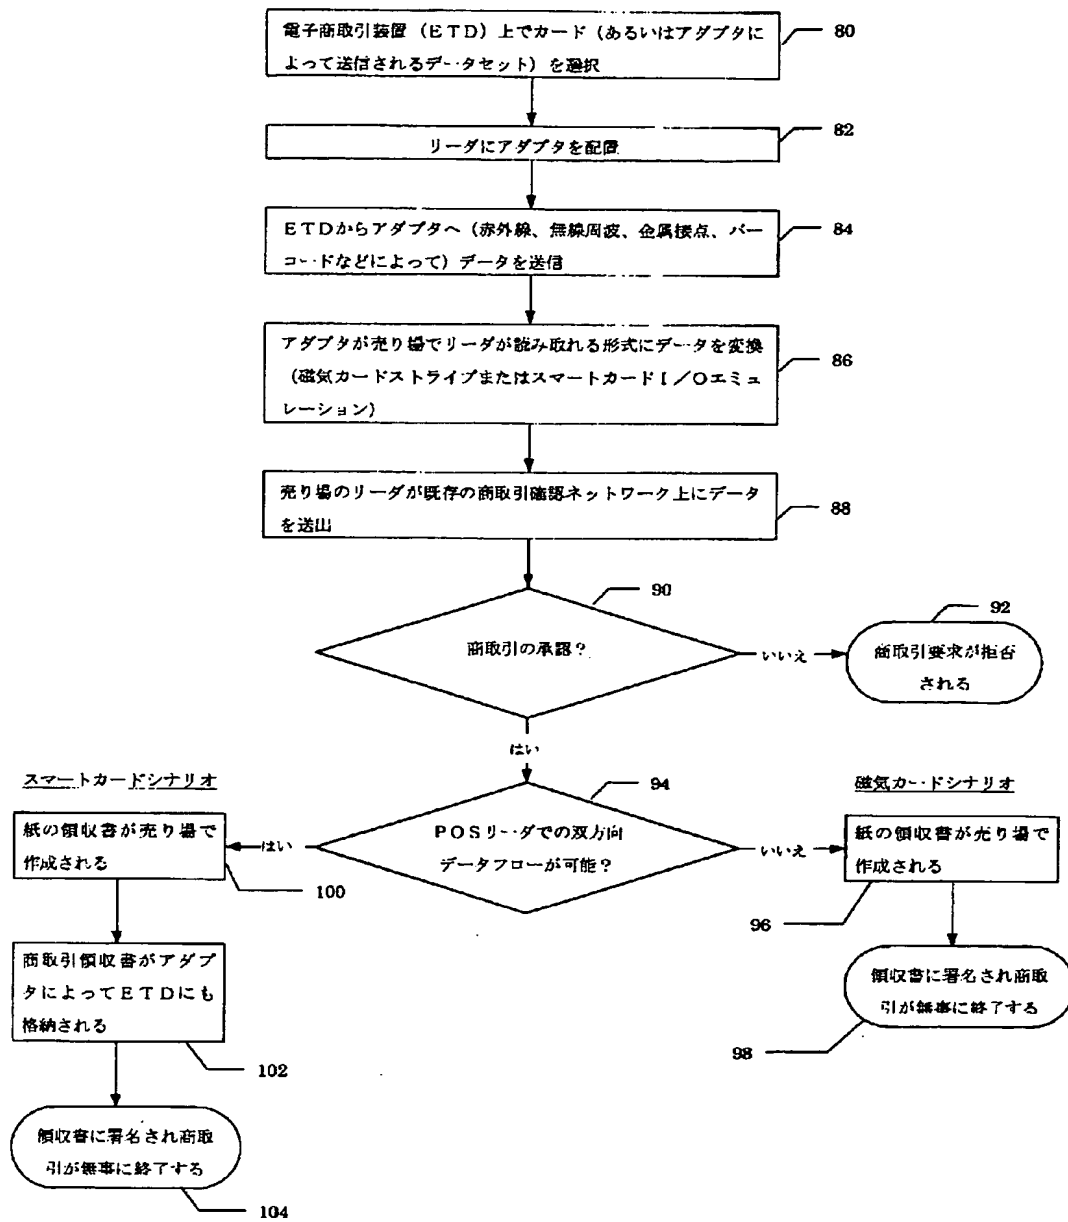 電子商取引装置（ＥＴＤ）上でカード（あるいはアダプタに
よって送信されるデータセット）を選択
80
リーダにアダプタを配置
82
ＥＴＤからアダプタへ（赤外線、無線周波、金属接点、バー
コードなどによって）データを送信
84
アダプタが売り場でリーダが読み取れる形式にデータを変換
（磁気カードストライプまたはスマートカードＩ／Ｏエミュ
レーション）
86
売り場のリーダが既存の商取引確認ネットワーク上にデータ
を送出
88
商取引の承認？
90
いいえ
商取引要求が拒否
される
92
はい
スマートカードシナリオ
磁気カードシナリオ
ＰＯＳリーダでの双方向
データフローが可能？
94
はい
いいえ
紙の領収書が売り場で
作成される
100
紙の領収書が売り場で
作成される
96
商取引領収書がアダプ
タによってＥＴＤにも
格納される
102
領収書に署名され商取
引が無事に終了する
98
領収書に署名され商取
引が無事に終了する
104